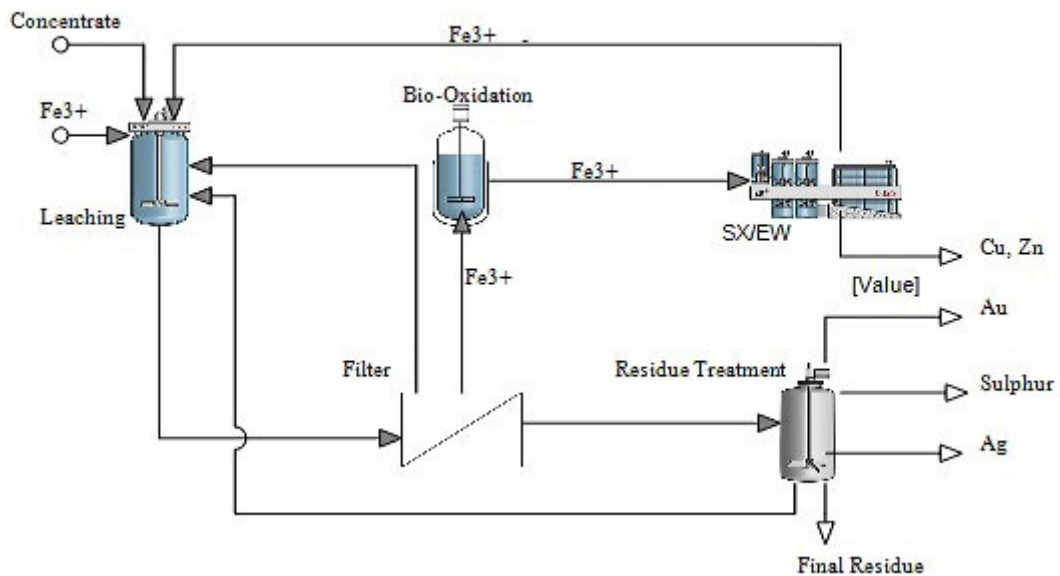 Concentrate
Fe3+
Bio-Oxidation
Fe3+
Fe3+
Leaching
SX/EW
Cu, Zn
Fe3+
[Value]
Au
Filter
Residue Treatment
Sulphur
Ag
Final Residue